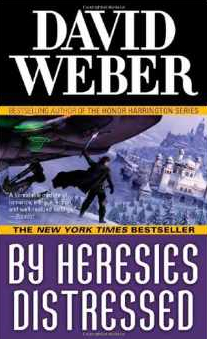 DAVID
WEBER
BESTSELLING AUTHOR OF THE HONOR HARRINGTON SERIES
THE NEW YORK TIMES BESTSELLER
BY HERESIES
DISTRESSED